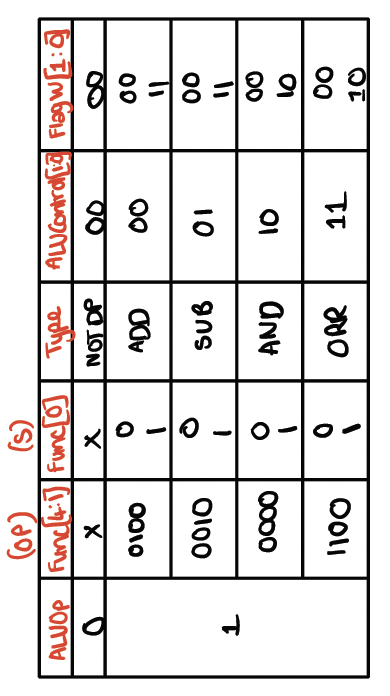 (OP) (S)
ALUOP Func[4:1] Func[0] Type ALUControl[1:0] FlagW[1:0]
0 X X NOT DP 00 00
1 0100 0 ADD 00 00
1 11
0010 0 SUB 01 00
1 11
0000 0 AND 10 00
1 10
1100 0 ORR 11 00
1 10